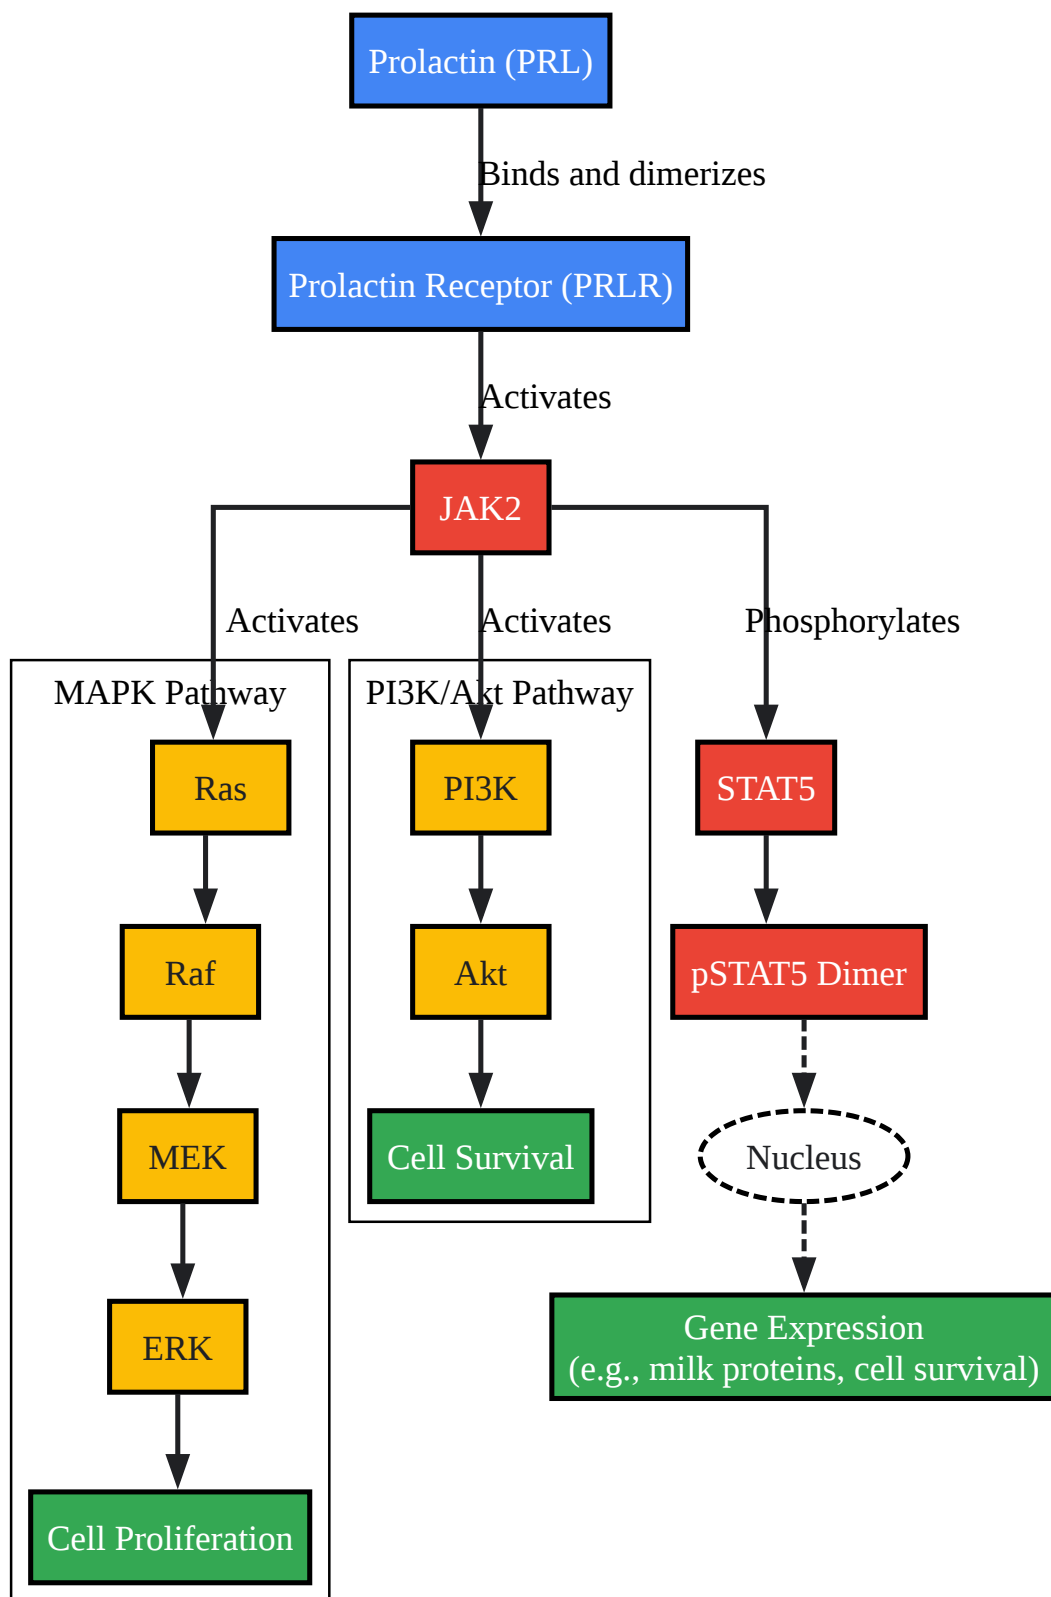 Prolactin (PRL)
Binds and dimerizes
Prolactin Receptor (PRLR)
Activates
JAK2
Activates
Activates
Phosphorylates
MAPK Pathway
PI3K/Akt Pathway
Ras
PI3K
STAT5
Raf
Akt
pSTAT5 Dimer
MEK
Cell Survival
Nucleus
ERK
Gene Expression
(e.g., milk proteins, cell survival)
Cell Proliferation